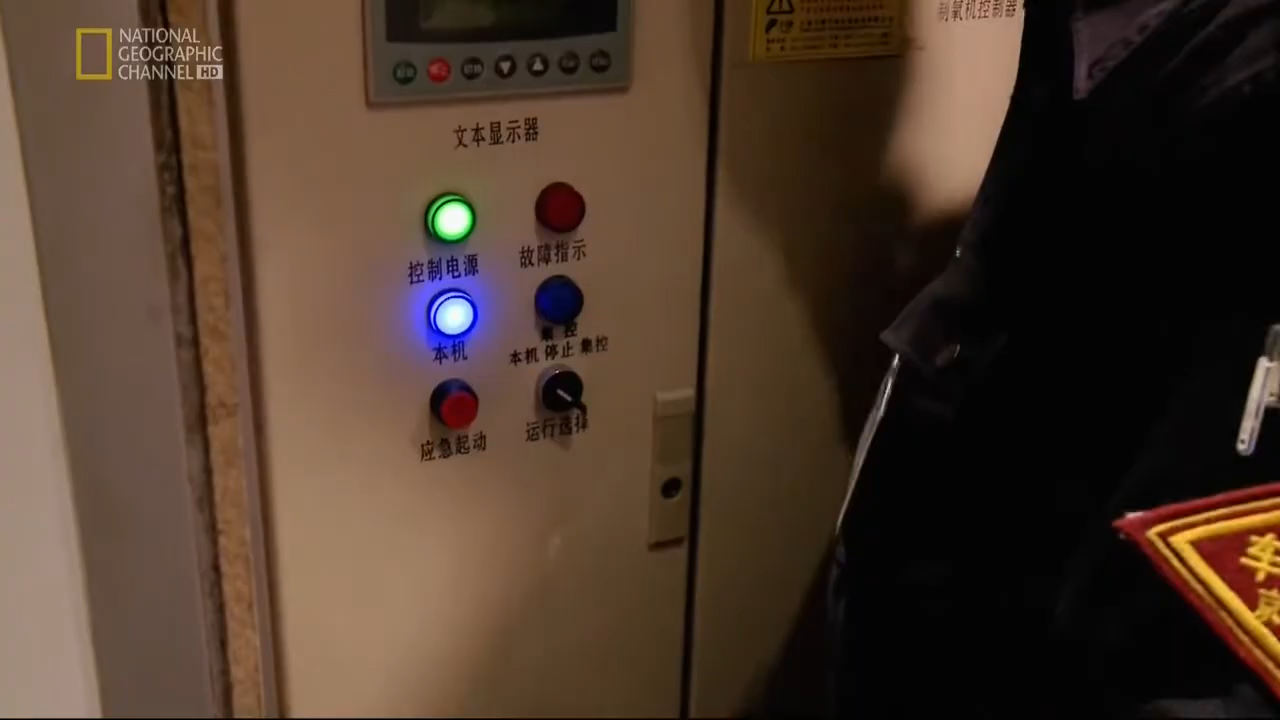 NATIONAL
GEOGRAPHIC
CHANNEL HD
制氧机控制器
文本显示器
控制电源
故障指示
本机
集 控
本机 停止 集控
应急起动
运行选择
车